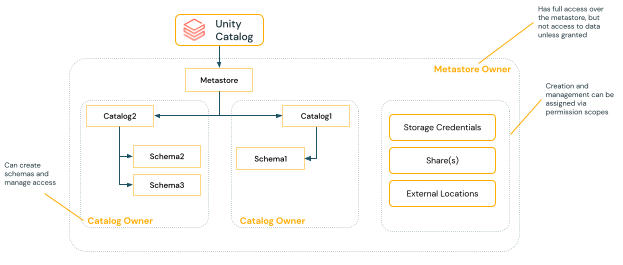 Unity
Catalog
Has full access over
the metastore, but
not access to data
unless granted
Metastore Owner
Metastore
Creation and
management can be
assigned via
permission scopes
Catalog2
Catalog1
Storage Credentials
Schema2
Schema1
Share(s)
Can create
schemas and
manage access
Schema3
External Locations
Catalog Owner
Catalog Owner